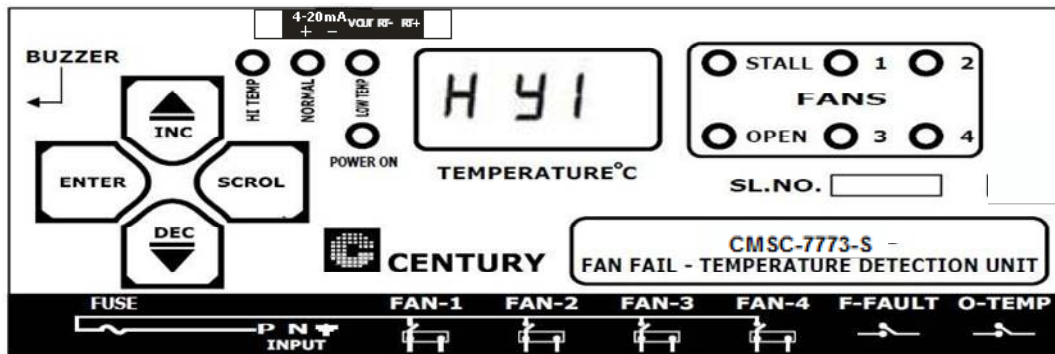 4-20mA VOUT RT- RT+
+ -
BUZZER
HI TEMP
NORMAL
LOW TEMP
POWER ON
H Y1
TEMPERATURE°C
STALL 1 2
FANS
OPEN 3 4
SL.NO.
INC
ENTER
SCROL
DEC
C CENTURY
CMSC-7773-S -
FAN FAIL - TEMPERATURE DETECTION UNIT
FUSE
P N
INPUT
FAN-1 FAN-2 FAN-3 FAN-4 F-FAULT O-TEMP